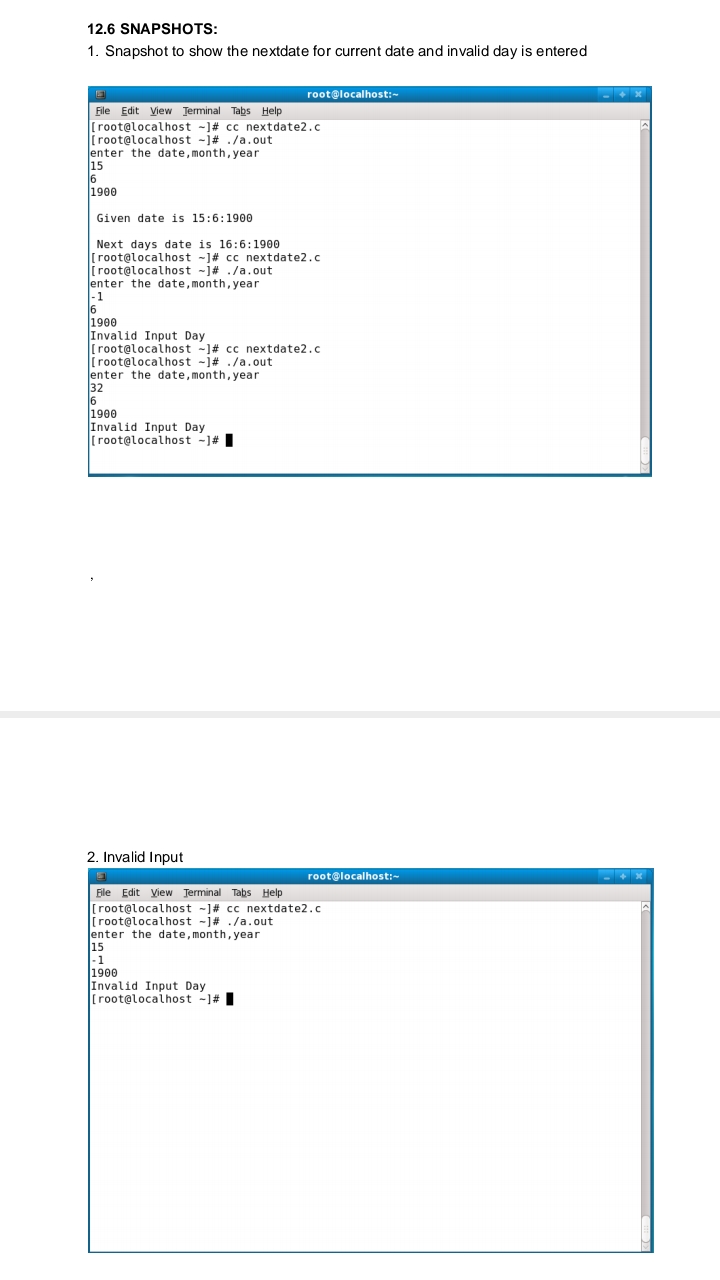 12.6 SNAPSHOTS:
1. Snapshot to show the nextdate for current date and invalid day is entered
root@localhost:~
File Edit View Terminal Tabs Help
[root@localhost ~]# cc nextdate2.c
[root@localhost ~]# ./a.out
enter the date,month,year
15
6
1900
Given date is 15:6:1900
Next days date is 16:6:1900
[root@localhost ~]# cc nextdate2.c
[root@localhost ~]# ./a.out
enter the date,month,year
-1
6
1900
Invalid Input Day
[root@localhost ~]# cc nextdate2.c
[root@localhost ~]# ./a.out
enter the date,month,year
32
6
1900
Invalid Input Day
[root@localhost ~]#
,
2. Invalid Input
root@localhost:~
File Edit View Terminal Tabs Help
[root@localhost ~]# cc nextdate2.c
[root@localhost ~]# ./a.out
enter the date,month,year
15
-1
1900
Invalid Input Day
[root@localhost ~]#